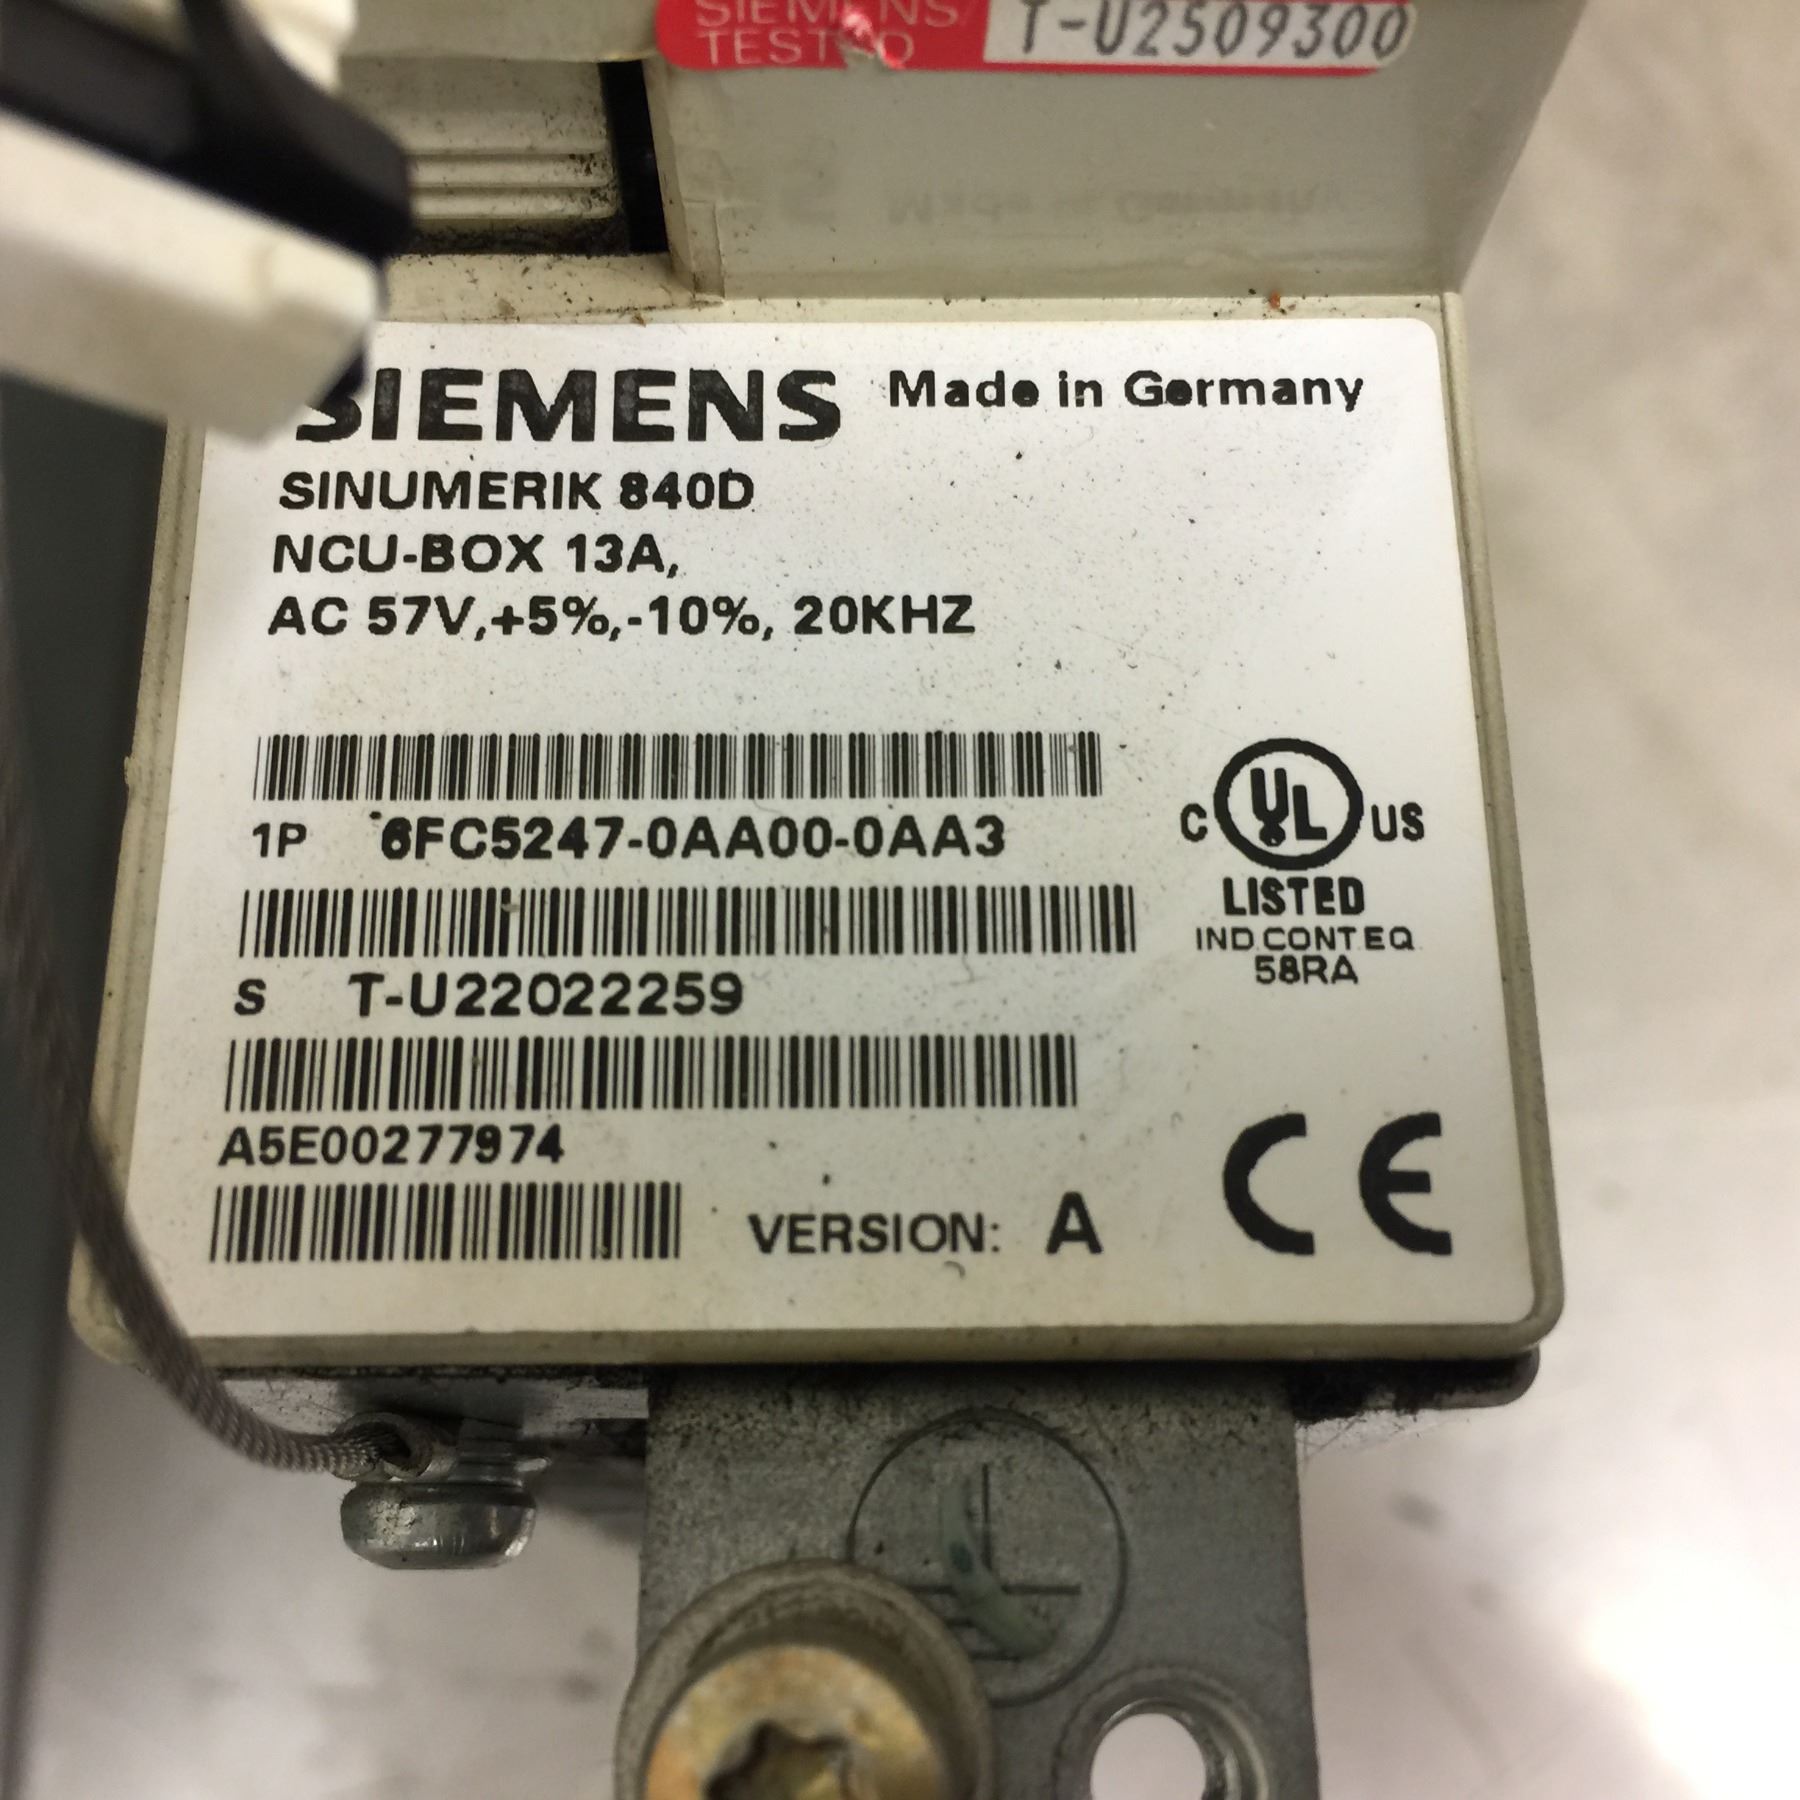 SIEMENS
TESTED
T-U2509300
SIEMENS Made in Germany
SINUMERIK 840D
NCU-BOX 13A,
AC 57V,+5%,-10%, 20KHZ
1P 6FC5247-0AA00-0AA3
S T-U22022259
A5E00277974
VERSION: A
C UL US
LISTED
IND.CONT.EQ.
58RA
CE